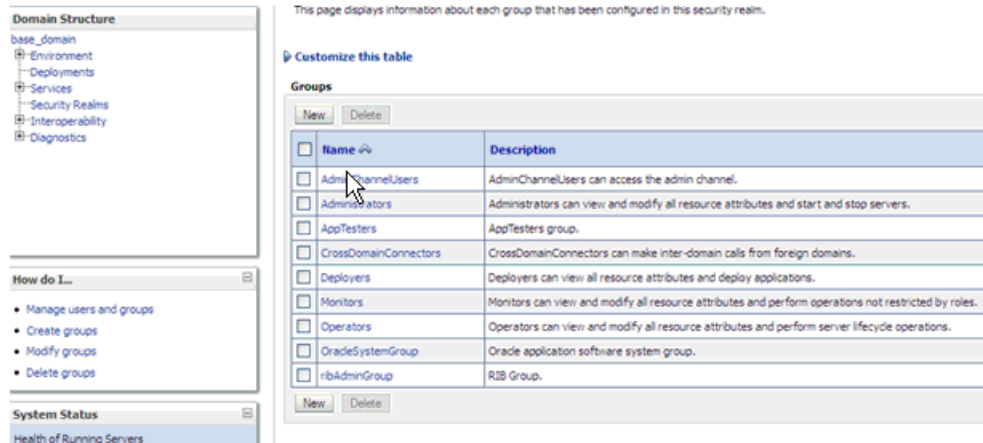 Domain Structure
base_domain
Environment
Deployments
Services
Security Realms
Interoperability
Diagnostics
How do I...
Manage users and groups
Create groups
Modify groups
Delete groups
System Status
Health of Running Servers
This page displays information about each group that has been configured in this security realm.
Customize this table
Groups
New Delete
Name Description
AdminChannelUsers AdminChannelUsers can access the admin channel.
Administrators Administrators can view and modify all resource attributes and start and stop servers.
AppTesters AppTesters group.
CrossDomainConnectors CrossDomainConnectors can make inter-domain calls from foreign domains.
Deployers Deployers can view all resource attributes and deploy applications.
Monitors Monitors can view and modify all resource attributes and perform operations not restricted by roles.
Operators Operators can view and modify all resource attributes and perform server lifecycle operations.
OracleSystemGroup Oracle application software system group.
ribAdminGroup RIB Group.
New Delete